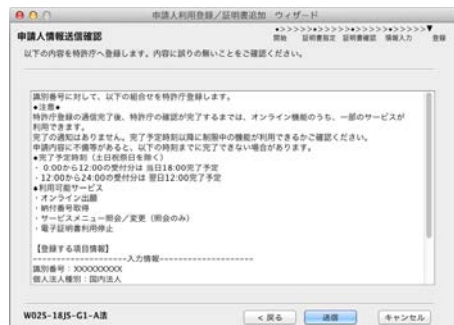 申請人利用登録／証明書追加 ウィザード
申請人情報送信確認
•>>>>>•>>>>>•>>>>>•>>>>>▼
開始 証明書指定 証明書確認 情報入力 登録
以下の内容を特許庁へ登録します。内容に誤りの無いことをご確認ください。
識別番号に対して、以下の組合せを特許庁登録します。
◆注意◆
特許庁登録の通信完了後、特許庁の確認が完了するまでは、オンライン機能のうち、一部のサービスが
利用できます。
完了の通知はありません。完了予定時刻以降に制限中の機能が利用できるかご確認ください。
申請内容に不備等があると、以下の時刻までに完了できない場合があります。
◆完了予定時刻（土日祝祭日を除く）
・ 0:00から12:00の受付分は 当日18:00完了予定
・12:00から24:00の受付分は 翌日12:00完了予定
◆利用可能サービス
・オンライン出願
・納付番号取得
・サービスメニュー照会／変更（照会のみ）
・電子証明書利用停止
【登録する項目情報】
--------------------入力情報--------------------
識別番号：XXXXXXXXX
個人法人種別：国内法人
W02S-18JS-G1-A法
< 戻る
送信
キャンセル